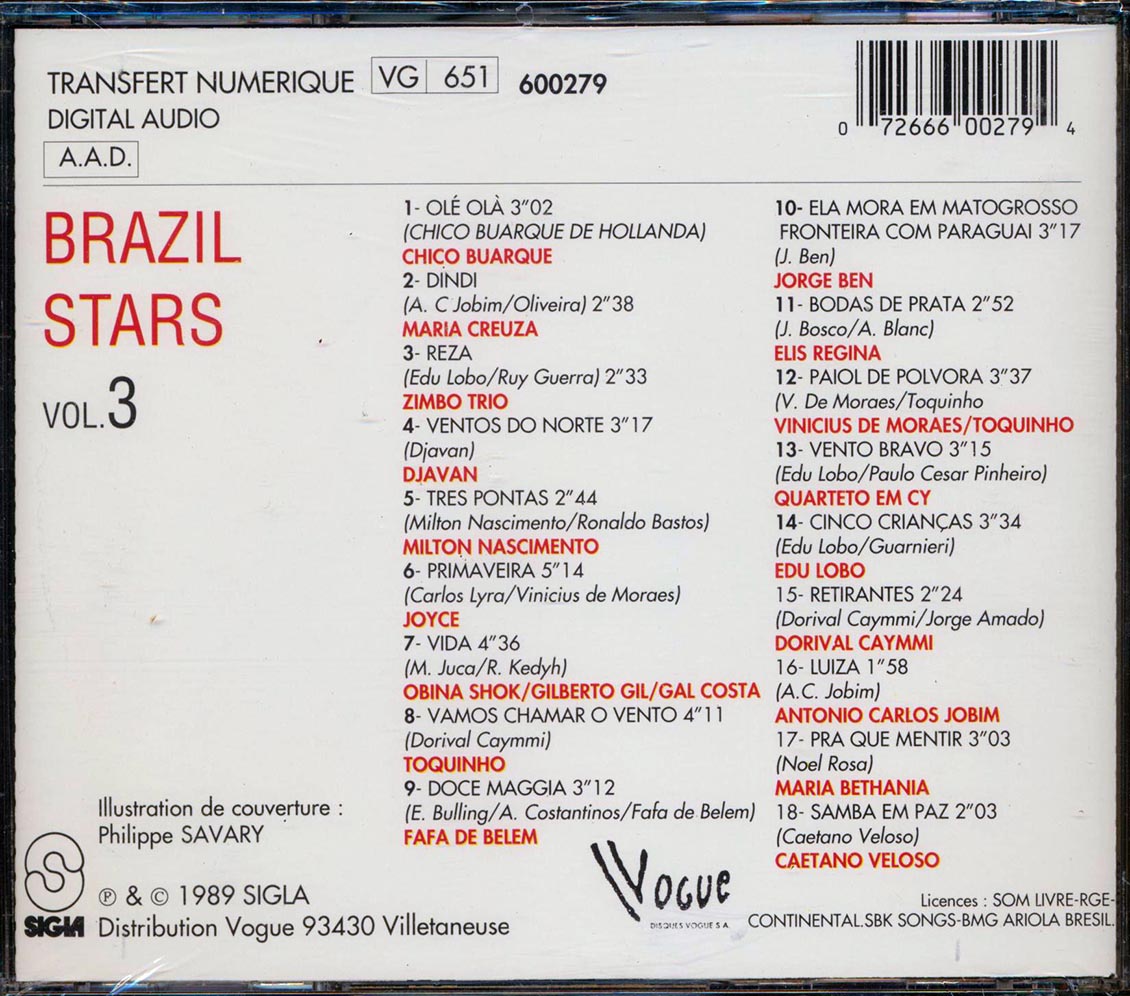 TRANSFERT NUMERIQUE VG 651 600279
DIGITAL AUDIO
A.A.D.
0 72666 00279 4
BRAZIL
STARS
VOL.3
1- OLÉ OLÀ 3"02
(CHICO BUARQUE DE HOLLANDA)
CHICO BUARQUE
2- DINDI
(A. C Jobim/Oliveira) 2"38
MARIA CREUZA
3- REZA
(Edu Lobo/Ruy Guerra) 2"33
ZIMBO TRIO
4- VENTOS DO NORTE 3"17
(Djavan)
DJAVAN
5- TRES PONTAS 2"44
(Milton Nascimento/Ronaldo Bastos)
MILTON NASCIMENTO
6- PRIMAVEIRA 5"14
(Carlos Lyra/Vinicius de Moraes)
JOYCE
7- VIDA 4"36
(M. Juca/R. Kedyh)
OBINA SHOK/GILBERTO GIL/GAL COSTA
8- VAMOS CHAMAR O VENTO 4"11
(Dorival Caymmi)
TOQUINHO
9- DOCE MAGGIA 3"12
(E. Bulling/A. Costantinos/Fafa de Belem)
FAFA DE BELEM
10- ELA MORA EM MATOGROSSO
FRONTEIRA COM PARAGUAI 3"17
(J. Ben)
JORGE BEN
11- BODAS DE PRATA 2"52
(J. Bosco/A. Blanc)
ELIS REGINA
12- PAIOL DE POLVORA 3"37
(V. De Moraes/Toquinho
VINICIUS DE MORAES/TOQUINHO
13- VENTO BRAVO 3"15
(Edu Lobo/Paulo Cesar Pinheiro)
QUARTETO EM CY
14- CINCO CRIANÇAS 3"34
(Edu Lobo/Guarnieri)
EDU LOBO
15- RETIRANTES 2"24
(Dorival Caymmi/Jorge Amado)
DORIVAL CAYMMI
16- LUIZA 1"58
(A.C. Jobim)
ANTONIO CARLOS JOBIM
17- PRA QUE MENTIR 3"03
(Noel Rosa)
MARIA BETHANIA
18- SAMBA EM PAZ 2"03
(Caetano Veloso)
CAETANO VELOSO
Illustration de couverture :
Philippe SAVARY
SIGLA
℗ & © 1989 SIGLA
Distribution Vogue 93430 Villetaneuse
VOGUE
DISQUES VOGUE S A
Licences : SOM LIVRE-RGE-
CONTINENTAL.SBK SONGS-BMG ARIOLA BRESIL.